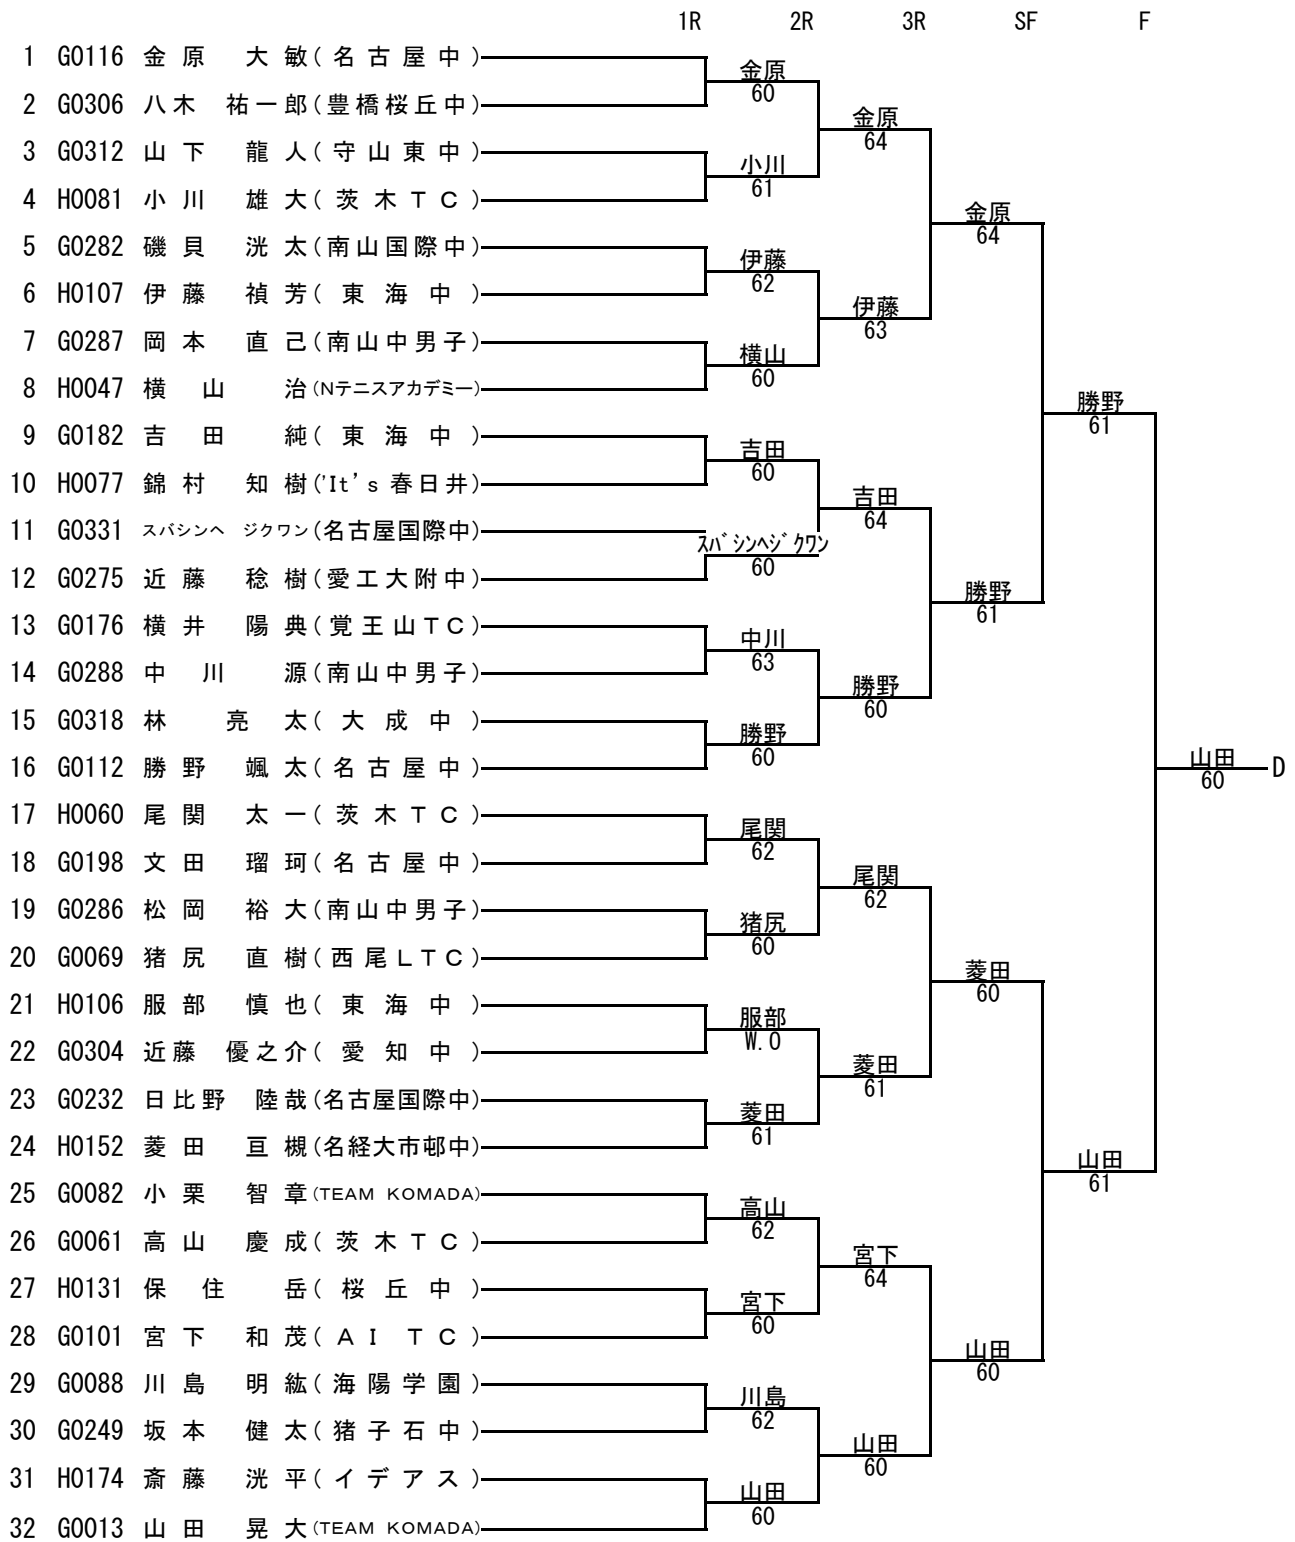 1R 2R 3R SF F
1 G0116 金原 大敏(名古屋中)
金原
60
2 G0306 八木 祐一郎(豊橋桜丘中)
金原
64
3 G0312 山下 龍人(守山東中)
小川
61
4 H0081 小川 雄大(茨木TC)
金原
64
5 G0282 磯貝 洸太(南山国際中)
伊藤
62
6 H0107 伊藤 禎芳(東海中)
伊藤
63
7 G0287 岡本 直己(南山中男子)
横山
60
8 H0047 横山 治(Nテニスアカデミー)
勝野
61
9 G0182 吉田 純(東海中)
吉田
60
10 H0077 錦村 知樹('It's 春日井)
吉田
64
11 G0331 スバシンヘ ジクワン(名古屋国際中)
スバシンヘジクワン
60
12 G0275 近藤 稔樹(愛工大附中)
勝野
61
13 G0176 横井 陽典(覚王山TC)
中川
63
14 G0288 中川 源(南山中男子)
勝野
60
15 G0318 林 亮太(大成中)
勝野
60
16 G0112 勝野 颯太(名古屋中)
山田
60
D
17 H0060 尾関 太一(茨木TC)
尾関
62
18 G0198 文田 瑠珂(名古屋中)
尾関
62
19 G0286 松岡 裕大(南山中男子)
猪尻
60
20 G0069 猪尻 直樹(西尾LTC)
菱田
60
21 H0106 服部 慎也(東海中)
服部
W.O
22 G0304 近藤 優之介(愛知中)
菱田
61
23 G0232 日比野 陸哉(名古屋国際中)
菱田
61
24 H0152 菱田 亘槻(名経大市邨中)
山田
61
25 G0082 小栗 智章(TEAM KOMADA)
高山
62
26 G0061 高山 慶成(茨木TC)
宮下
64
27 H0131 保住 岳(桜丘中)
宮下
60
28 G0101 宮下 和茂(AI TC)
山田
60
29 G0088 川島 明紘(海陽学園)
川島
62
30 G0249 坂本 健太(猪子石中)
山田
60
31 H0174 斎藤 洸平(イデアス)
山田
60
32 G0013 山田 晃大(TEAM KOMADA)